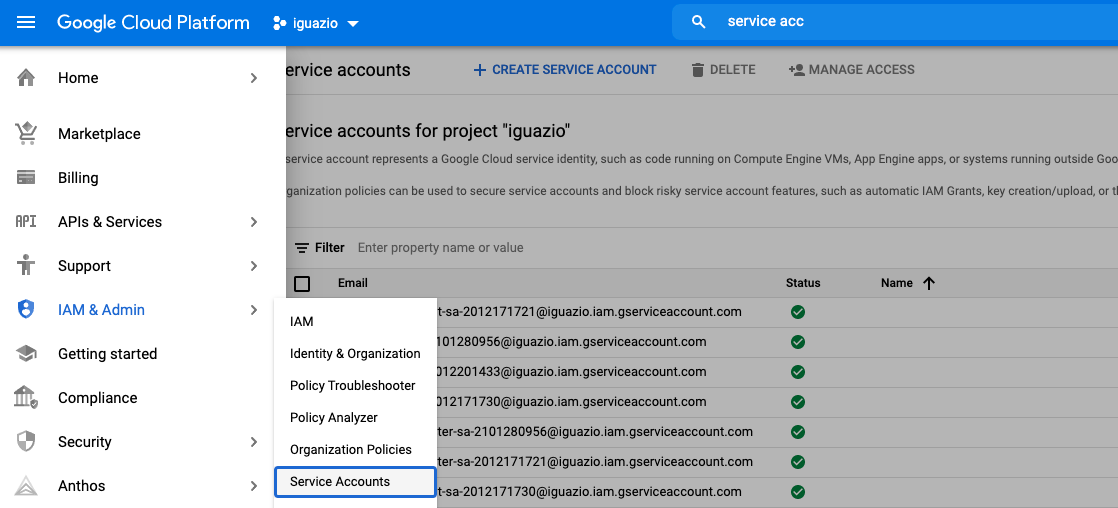 Google Cloud Platform iguazio service acc
Home
Marketplace
Billing
API APIs & Services
Support
IAM & Admin
Getting started
Compliance
Security
Anthos
IAM
Identity & Organization
Policy Troubleshooter
Policy Analyzer
Organization Policies
Service Accounts
ervice accounts CREATE SERVICE ACCOUNT DELETE MANAGE ACCESS
ervice accounts for project "iguazio"
service account represents a Google Cloud service identity, such as code running on Compute Engine VMs, App Engine apps, or systems running outside Goo
ganization policies can be used to secure service accounts and block risky service account features, such as automatic IAM Grants, key creation/upload, or th
Filter Enter property name or value
Email Status Name
t-sa-2012171721@iguazio.iam.gserviceaccount.com
101280956@iguazio.iam.gserviceaccount.com
012201433@iguazio.iam.gserviceaccount.com
012171730@iguazio.iam.gserviceaccount.com
ter-sa-2101280956@iguazio.iam.gserviceaccount.com
ter-sa-2012171721@iguazio.iam.gserviceaccount.com
t-sa-2012171730@iguazio.iam.gserviceaccount.com